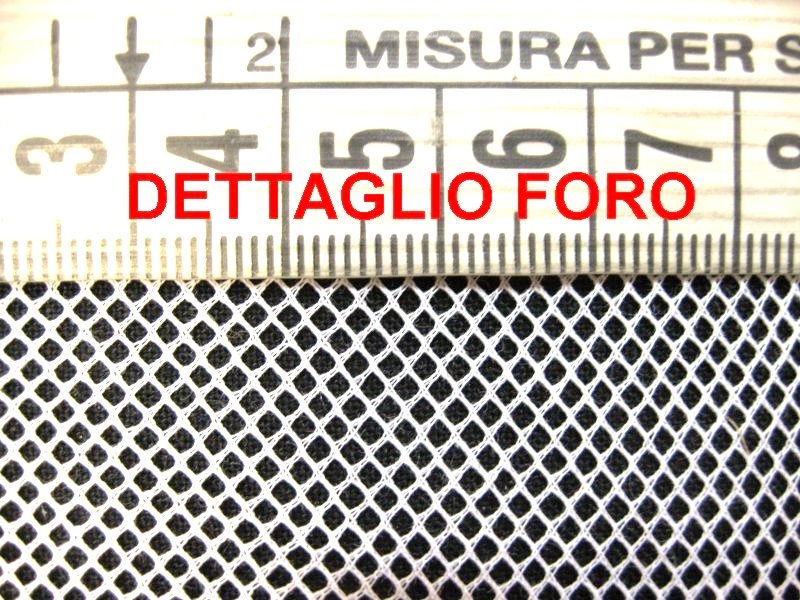 2 MISURA PER
3 4 5 6 7
DETTAGLIO FORO